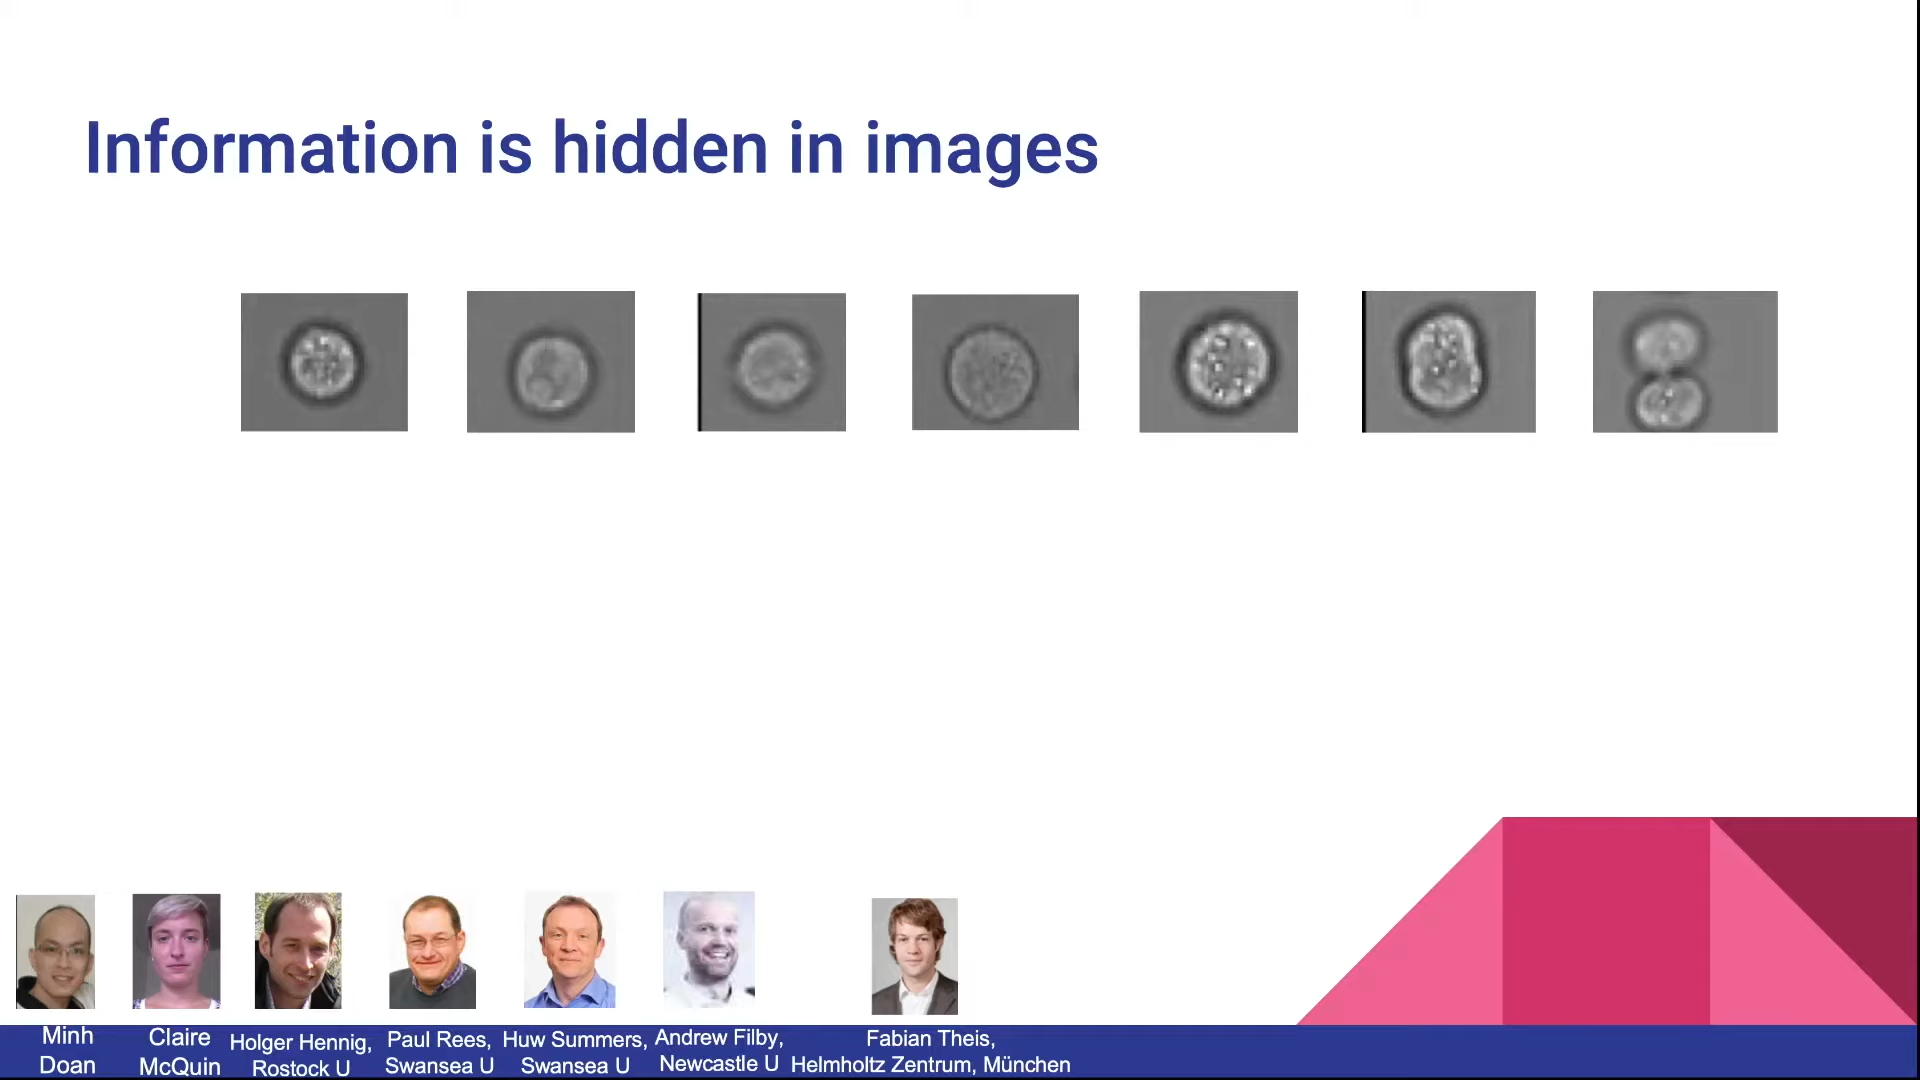 Information is hidden in images
Minh
Doan
Claire
McQuin
Holger Hennig,
Rostock U
Paul Rees,
Swansea U
Huw Summers,
Swansea U
Andrew Filby,
Newcastle U
Fabian Theis,
Helmholtz Zentrum, München